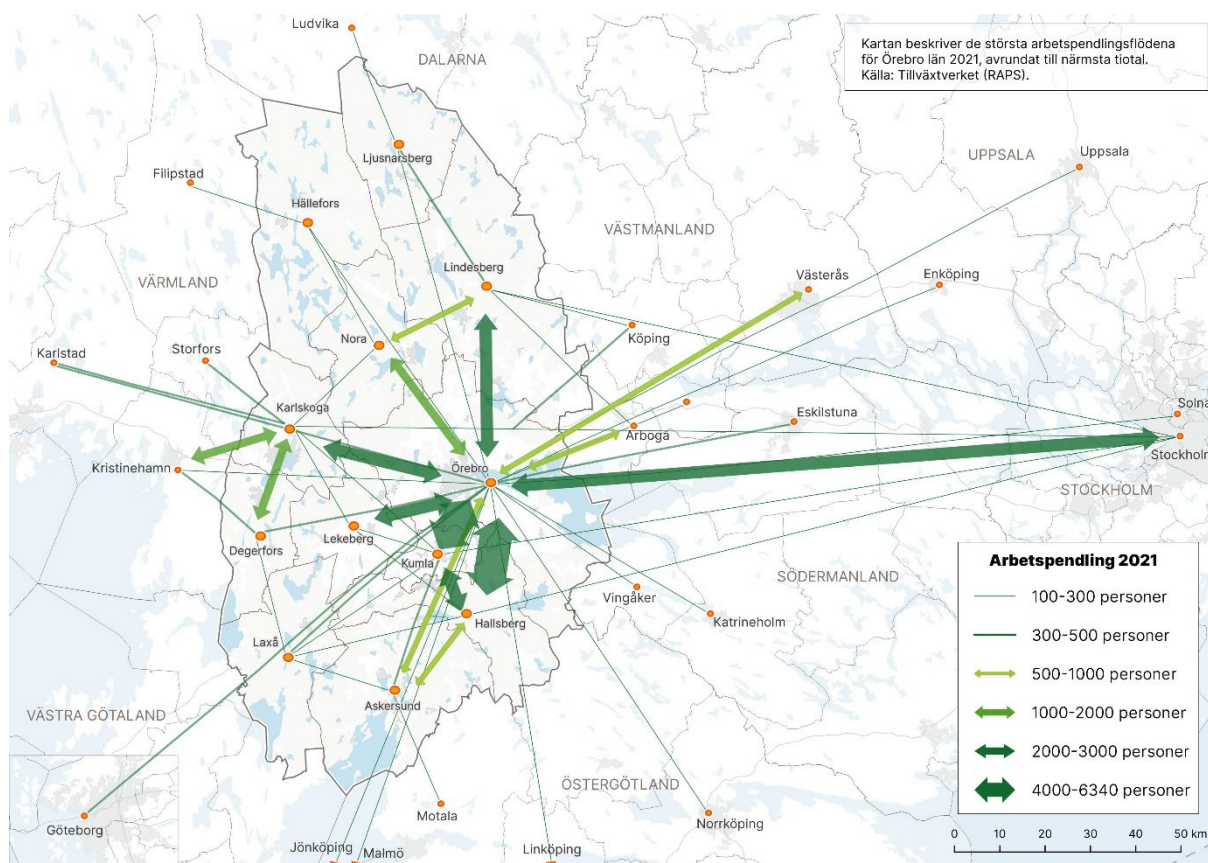 Ludvika
DALARNA
Kartan beskriver de största arbetspendlingsflödena
för Örebro län 2021, avrundat till närmsta tiotal.
Källa: Tillväxtverket (RAPS).
Ljusnarsberg
UPPSALA
Uppsala
Filipstad
Hällefors
VÄSTMANLAND
Lindesberg
Västerås
Enköping
VÄRMLAND
Nora
Köping
Karlstad
Storfors
Karlskoga
Arboga
Eskilstuna
Solna
Kristinehamn
Örebro
Stockholm
STOCKHOLM
Degerfors
Lekeberg
Kumla
SÖDERMANLAND
Vingåker
Katrineholm
Hallsberg
Laxå
Askersund
VÄSTRA GÖTALAND
ÖSTERGÖTLAND
Motala
Norrköping
Göteborg
Jönköping
Malmö
Linköping
Arbetspendling 2021
100-300 personer
300-500 personer
500-1000 personer
1000-2000 personer
2000-3000 personer
4000-6340 personer
0 10 20 30 40 50 km